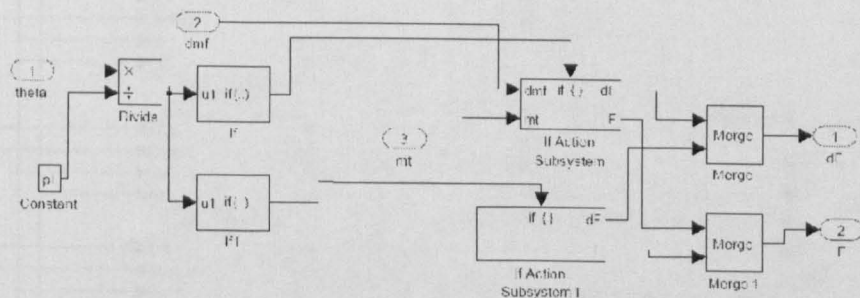 2
dmf
1
theta
×
÷
Divide
u1 if(..)
If
3
mt
dmf if { } dF
mt F
If Action
Subsystem
Merge
Merge
1
dF
pi
Constant
u1 if(..)
If1
if { } dF
If Action
Subsystem 1
Merge
Merge 1
2
F